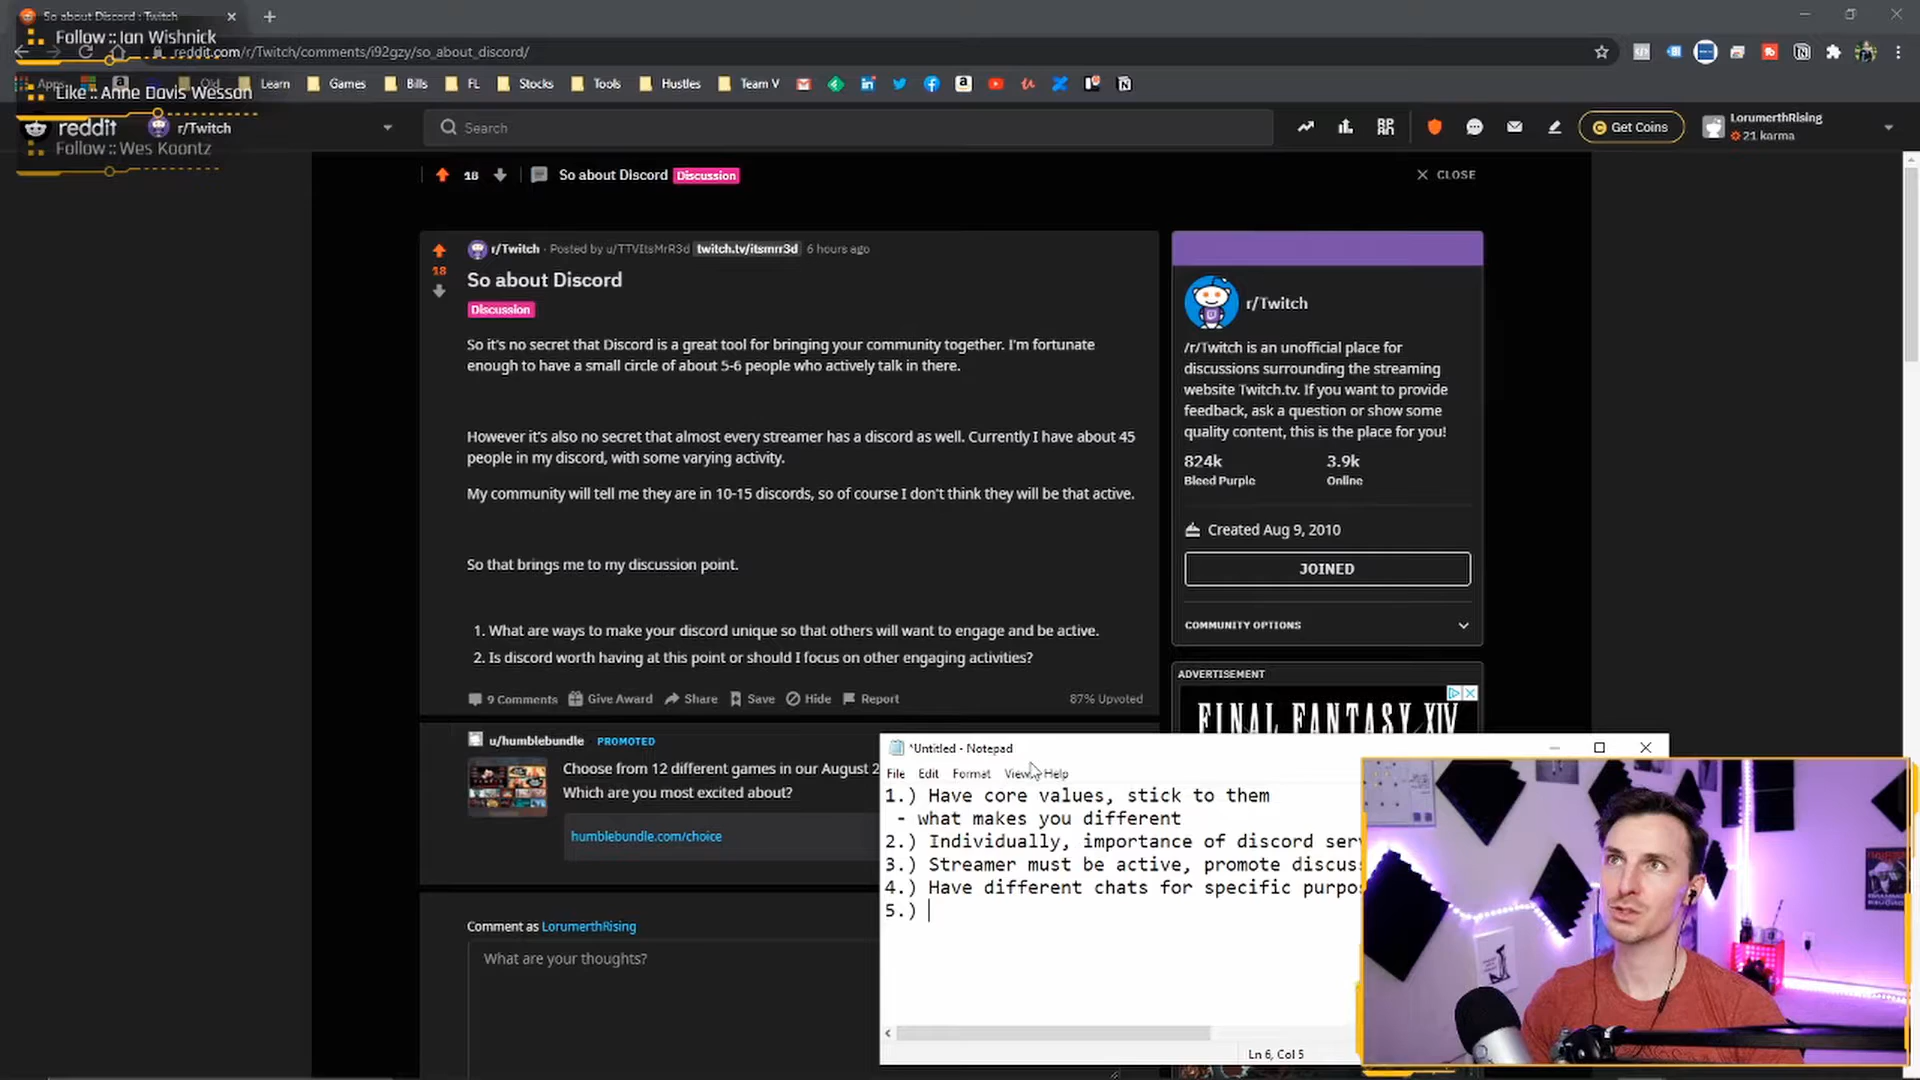 So about Discord : Twitch
Follow :: Ian Wishnick
reddit.com/r/Twitch/comments/i92gzy/so_about_discord/
Apps
Old
Learn
Games
Bills
FL
Stocks
Tools
Hustles
Team V
Like :: Anne Davis Wesson
reddit
r/Twitch
Search
Get Coins
LorumerthRising
21 karma
Follow :: Wes Koontz
18
So about Discord
Discussion
CLOSE
r/Twitch · Posted by u/TTVItsMrR3d twitch.tv/itsmrr3d 6 hours ago
18
So about Discord
Discussion
So it's no secret that Discord is a great tool for bringing your community together. I'm fortunate
enough to have a small circle of about 5-6 people who actively talk in there.
However it's also no secret that almost every streamer has a discord as well. Currently I have about 45
people in my discord, with some varying activity.
My community will tell me they are in 10-15 discords, so of course I don't think they will be that active.
So that brings me to my discussion point.
1. What are ways to make your discord unique so that others will want to engage and be active.
2. Is discord worth having at this point or should I focus on other engaging activities?
9 Comments Give Award Share Save Hide Report
87% Upvoted
r/Twitch
/r/Twitch is an unofficial place for
discussions surrounding the streaming
website Twitch.tv. If you want to provide
feedback, ask a question or show some
quality content, this is the place for you!
824k
3.9k
Bleed Purple
Online
Created Aug 9, 2010
JOINED
COMMUNITY OPTIONS
ADVERTISEMENT
FINAL FANTASY XIV
u/humblebundle PROMOTED
Choose from 12 different games in our August 2
Which are you most excited about?
humblebundle.com/choice
Comment as LorumerthRising
What are your thoughts?
*Untitled - Notepad
File Edit Format View Help
1.) Have core values, stick to them
- what makes you different
2.) Individually, importance of discord serv
3.) Streamer must be active, promote discuss
4.) Have different chats for specific purpos
5.)
Ln 6, Col 5